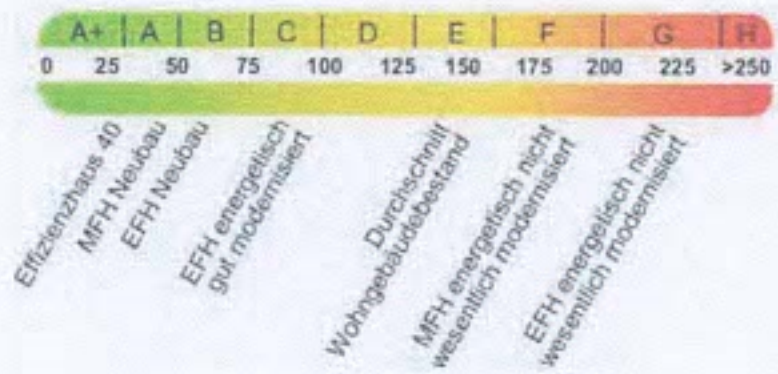 A+ A B C D E F G H
0 25 50 75 100 125 150 175 200 225 >250
Effizienzhaus 40
MFH Neubau
EFH Neubau
EFH energetisch
gut modernisiert
Durchschnitt
Wohngebäudebestand
MFH energetisch nicht
wesentlich modernisiert
EFH energetisch nicht
wesentlich modernisiert